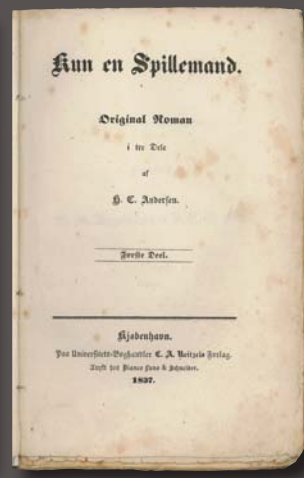 Kun en Spillemand.
Original Roman
i tre Dele
af
H. C. Andersen.
Første Deel.
Kjøbenhavn.
Paa Universitets-Boghandler C. A. Reitzels Forlag.
Trykt hos Bianco Luno & Schneider.
1837.